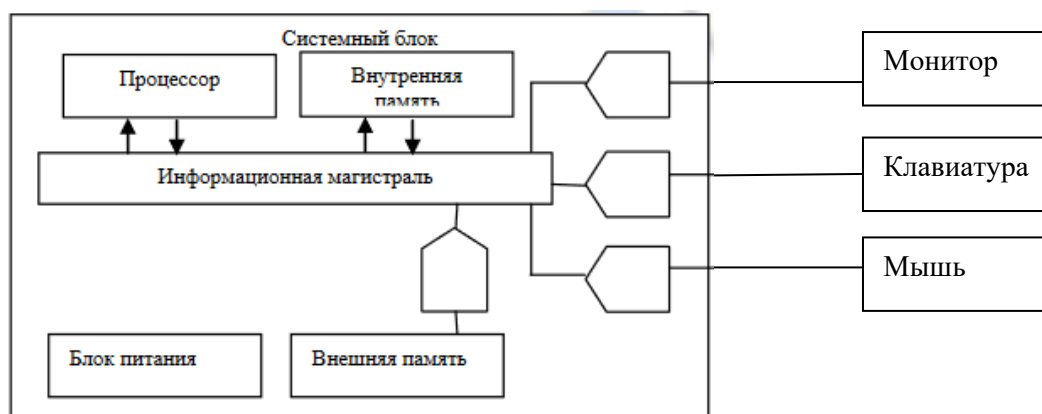 Системный блок
Процессор
Внутренняя
память
Информационная магистраль
Блок питания
Внешняя память
Монитор
Клавиатура
Мышь